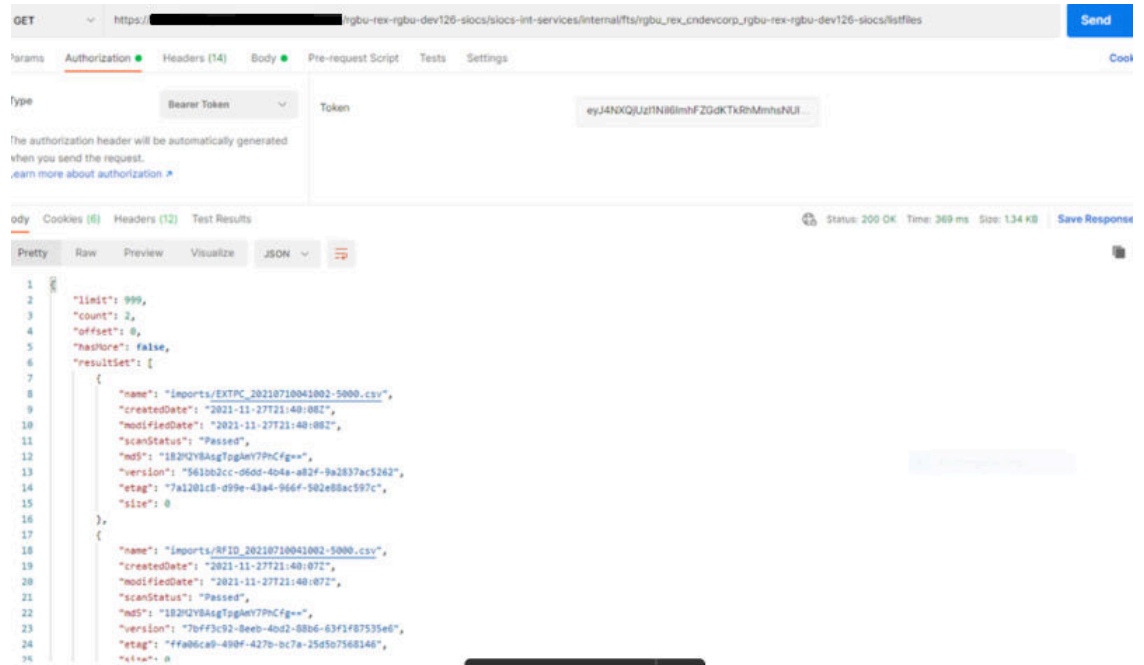 GET https:// /rgbu-rex-rgbu-dev126-siocs/siocs-int-services/internal/fts/rgbu_rex_cndevcorp_rgbu-rex-rgbu-dev126-siocs/listfiles Send
Params Authorization Headers (14) Body Pre-request Script Tests Settings Cook
Type Bearer Token Token eyJ4NXQjUzI1NiI6ImhFZGdKTkRhMmhsNUl...
The authorization header will be automatically generated
when you send the request.
Learn more about authorization ↗
ody Cookies (6) Headers (12) Test Results Status: 200 OK Time: 369 ms Size: 1.34 KB Save Response
Pretty Raw Preview Visualize JSON
1 {
2 "limit": 999,
3 "count": 2,
4 "offset": 0,
5 "hasMore": false,
6 "resultSet": [
7 {
8 "name": "imports/EXTPC_20210710041002-5000.csv",
9 "createdDate": "2021-11-27T21:40:08Z",
10 "modifiedDate": "2021-11-27T21:40:08Z",
11 "scanStatus": "Passed",
12 "md5": "1B2M2Y8AsgTpgAmY7PhCfg==",
13 "version": "561bb2cc-d6dd-4b4a-a82f-9a2837ac5262",
14 "etag": "7a1201c8-d99e-43a4-966f-502e88ac597c",
15 "size": 0
16 },
17 {
18 "name": "imports/RFID_20210710041002-5000.csv",
19 "createdDate": "2021-11-27T21:40:07Z",
20 "modifiedDate": "2021-11-27T21:40:07Z",
21 "scanStatus": "Passed",
22 "md5": "1B2M2Y8AsgTpgAmY7PhCfg==",
23 "version": "7bff3c92-8eeb-4bd2-88b6-63f1f87535e6",
24 "etag": "ffa06ca9-490f-427b-bc7a-25d5b7568146",
25 "size": 0